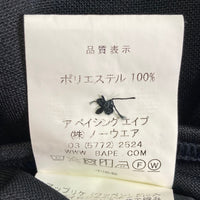 品質表示
ポリエステル 100%
ア ベイシング エイプ
(株) ノーウエア
03 (5772) 2524
WWW.BAPE.COM